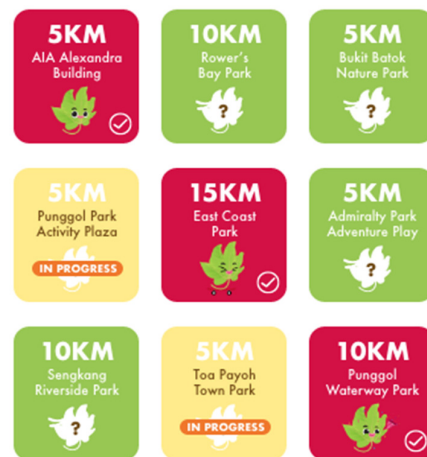 5KM
AIA Alexandra
Building
10KM
Rower's
Bay Park
?
5KM
Bukit Batok
Nature Park
?
5KM
Punggol Park
Activity Plaza
IN PROGRESS
15KM
East Coast
Park
5KM
Admiralty Park
Adventure Play
?
10KM
Sengkang
Riverside Park
?
5KM
Toa Payoh
Town Park
IN PROGRESS
10KM
Punggol
Waterway Park